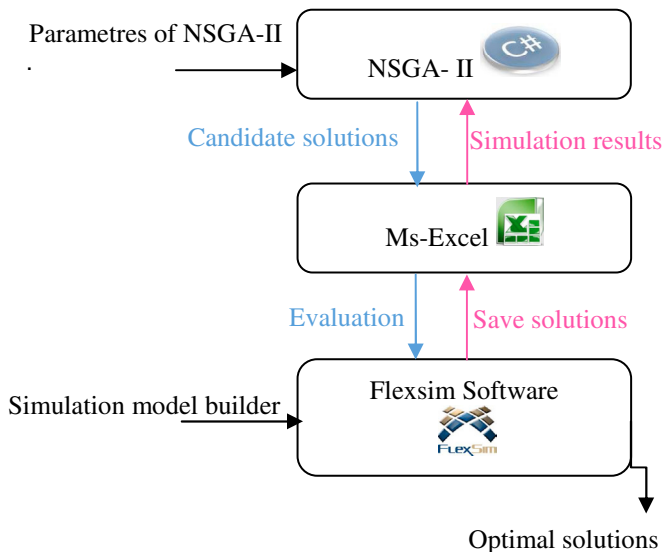 Parametres of NSGA-II
.
C#
NSGA- II
Candidate solutions
Simulation results
Ms-Excel
X
Evaluation
Save solutions
Flexsim Software
Simulation model builder
FLEXSIM
Optimal solutions